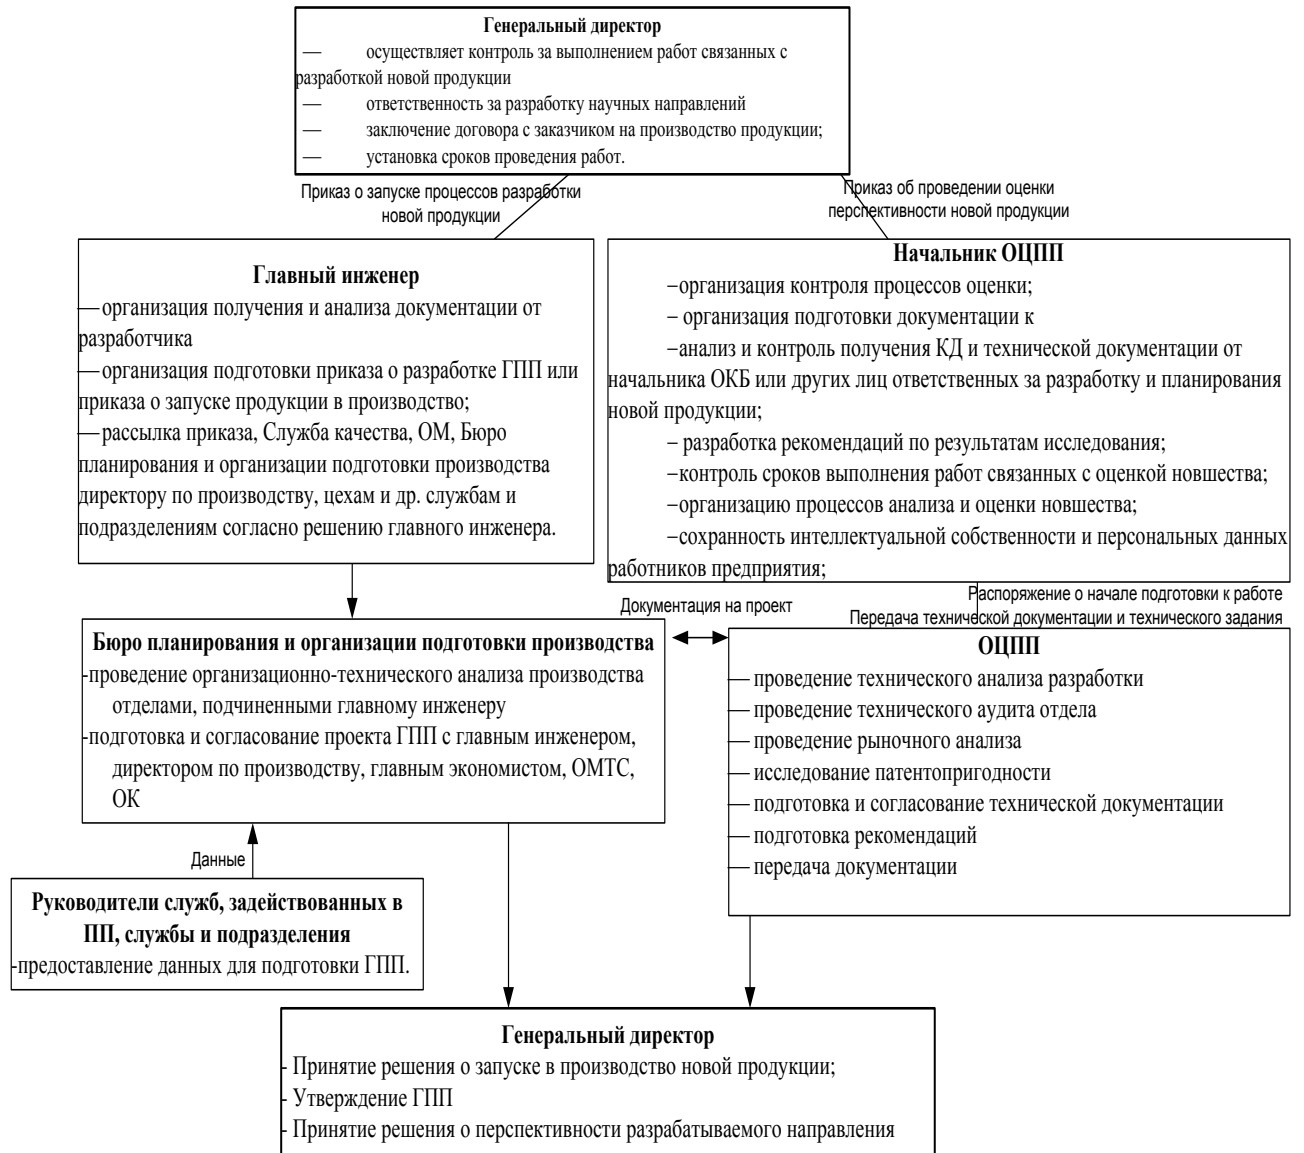 Генеральный директор
— осуществляет контроль за выполнением работ связанных с
разработкой новой продукции
— ответственность за разработку научных направлений
— заключение договора с заказчиком на производство продукции;
— установка сроков проведения работ.
Приказ о запуске процессов разработки
новой продукции
Приказ об проведении оценки
перспективности новой продукции
Главный инженер
— организация получения и анализа документации от
разработчика
— организация подготовки приказа о разработке ГПП или
приказа о запуске продукции в производство;
— рассылка приказа, Служба качества, ОМ, Бюро
планирования и организации подготовки производства
директору по производству, цехам и др. службам и
подразделениям согласно решению главного инженера.
Начальник ОЦПП
–организация контроля процессов оценки;
– организация подготовки документации к
–анализ и контроль получения КД и технической документации от
начальника ОКБ или других лиц ответственных за разработку и планирования
новой продукции;
– разработка рекомендаций по результатам исследования;
–контроль сроков выполнения работ связанных с оценкой новшества;
–организацию процессов анализа и оценки новшества;
–сохранность интеллектуальной собственности и персональных данных
работников предприятия;
Распоряжение о начале подготовки к работе
Передача технической документации и технического задания
Документация на проект
Бюро планирования и организации подготовки производства
-проведение организационно-технического анализа производства
отделами, подчиненными главному инженеру
-подготовка и согласование проекта ГПП с главным инженером,
директором по производству, главным экономистом, ОМТС,
ОК
ОЦПП
— проведение технического анализа разработки
— проведение технического аудита отдела
— проведение рыночного анализа
— исследование патентопригодности
— подготовка и согласование технической документации
— подготовка рекомендаций
— передача документации
Данные
Руководители служб, задействованных в
ПП, службы и подразделения
-предоставление данных для подготовки ГПП.
Генеральный директор
- Принятие решения о запуске в производство новой продукции;
- Утверждение ГПП
- Принятие решения о перспективности разрабатываемого направления